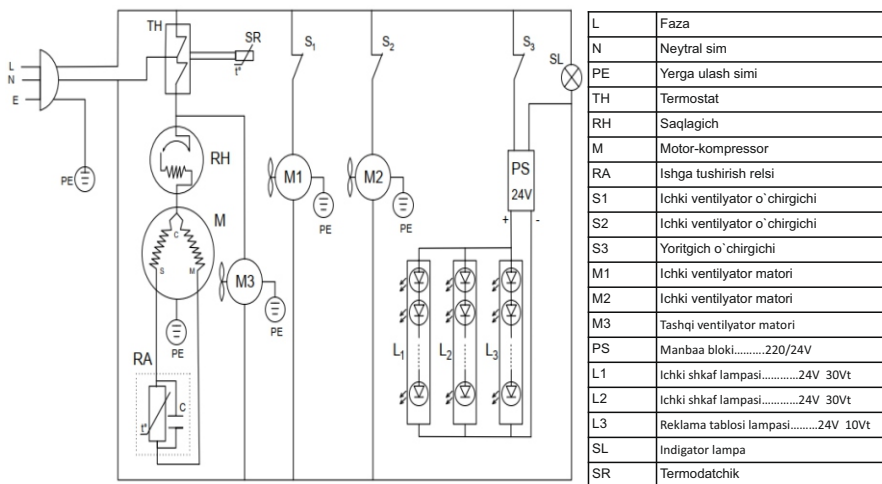 TH
SR
t°
S1
S2
S3
SL
L
N
E
PE
RH
M1
M2
PS
24V
+ -
PE
PE
M
C
S M
M3
PE
PE
L1 L2 L3
RA
t°
C
L Faza
N Neytral sim
PE Yerga ulash simi
TH Termostat
RH Saqlagich
M Motor-kompressor
RA Ishga tushirish relsi
S1 Ichki ventilyator o`chirgichi
S2 Ichki ventilyator o`chirgichi
S3 Yoritgich o`chirgichi
M1 Ichki ventilyator matori
M2 Ichki ventilyator matori
M3 Tashqi ventilyator matori
PS Manbaa bloki..........220/24V
L1 Ichki shkaf lampasi............24V 30Vt
L2 Ichki shkaf lampasi............24V 30Vt
L3 Reklama tablosi lampasi.........24V 10Vt
SL Indigator lampa
SR Termodatchik